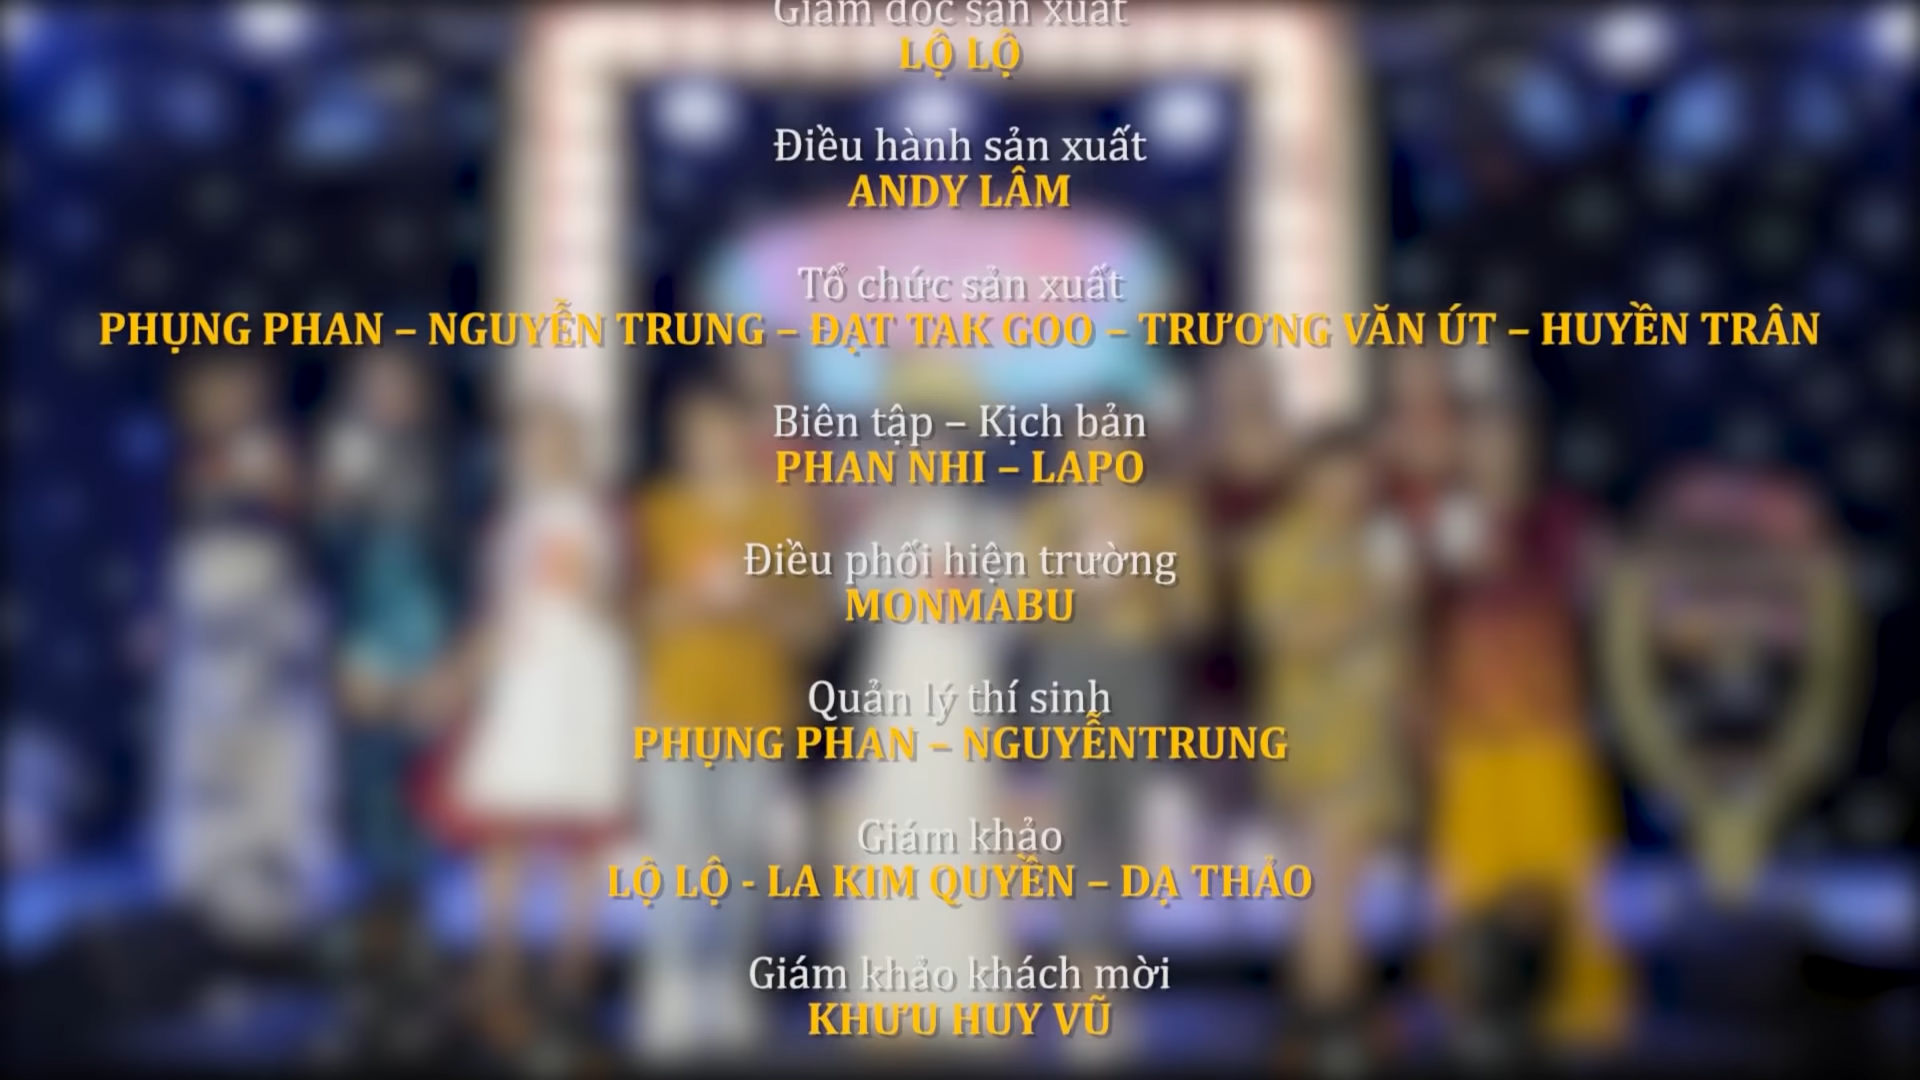 Giám đốc sản xuất
LỘ LỘ
Điều hành sản xuất
ANDY LÂM
Tổ chức sản xuất
PHỤNG PHAN – NGUYỄN TRUNG – ĐẠT TAK GOO – TRƯƠNG VĂN ÚT – HUYỀN TRÂN
Biên tập – Kịch bản
PHAN NHI – LAPO
Điều phối hiện trường
MONMABU
Quản lý thí sinh
PHỤNG PHAN – NGUYỄNTRUNG
Giám khảo
LỘ LỘ - LA KIM QUYỀN – DẠ THẢO
Giám khảo khách mời
KHƯU HUY VŨ